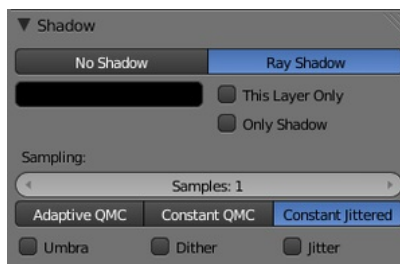 Shadow
No Shadow Ray Shadow
This Layer Only
Only Shadow
Sampling:
Samples: 1
Adaptive QMC Constant QMC Constant Jittered
Umbra Dither Jitter